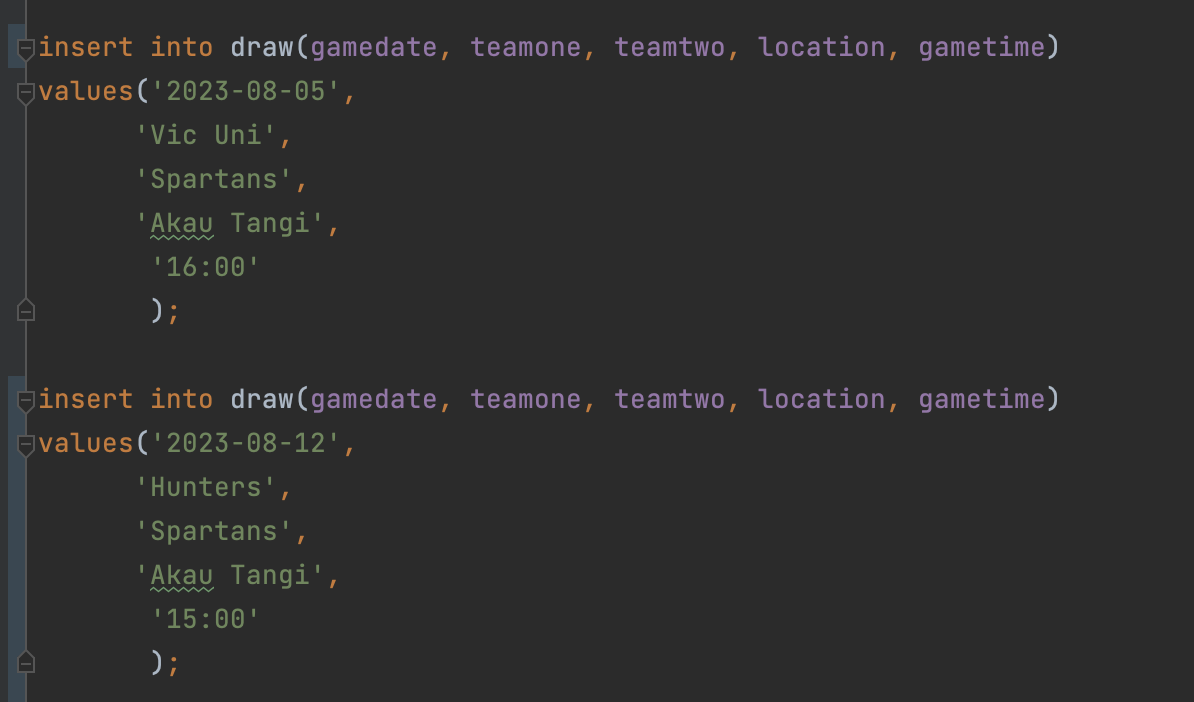 insert into draw(gamedate, teamone, teamtwo, location, gametime)
values('2023-08-05',
'Vic Uni',
'Spartans',
'Akau Tangi',
'16:00'
);
insert into draw(gamedate, teamone, teamtwo, location, gametime)
values('2023-08-12',
'Hunters',
'Spartans',
'Akau Tangi',
'15:00'
);